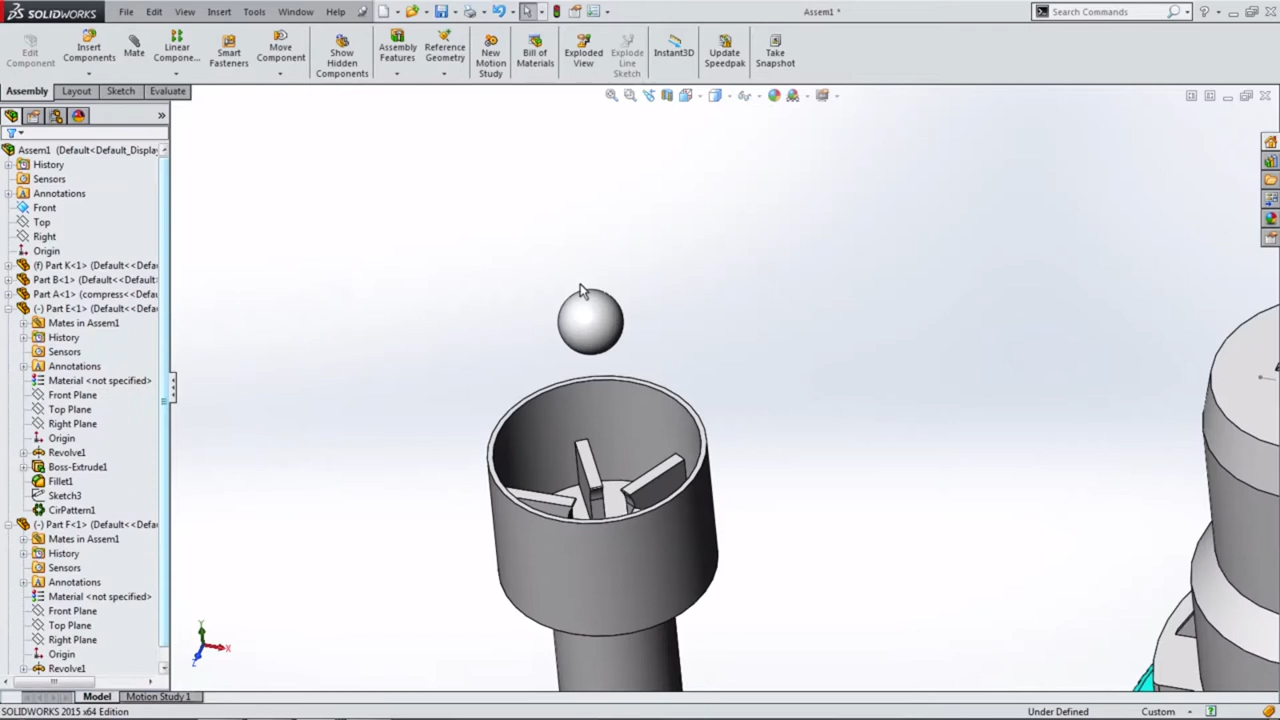 SOLIDWORKS File Edit View Insert Tools Window Help Assem1 * Search Commands
Edit Component
Insert Components
Mate
Linear Compone...
Smart Fasteners
Move Component
Show Hidden Components
Assembly Features
Reference Geometry
New Motion Study
Bill of Materials
Exploded View
Explode Line Sketch
Instant3D
Update Speedpak
Take Snapshot
Assembly Layout Sketch Evaluate
Assem1 (Default<Default_Displa
History
Sensors
Annotations
Front
Top
Right
Origin
(f) Part K<1> (Default<<Defa
Part B<1> (Default<<Default
Part A<1> (compress<<Defa
(-) Part E<1> (Default<<Defau
Mates in Assem1
History
Sensors
Annotations
Material <not specified>
Front Plane
Top Plane
Right Plane
Origin
Revolve1
Boss-Extrude1
Fillet1
Sketch3
CirPattern1
(-) Part F<1> (Default<<Defau
Mates in Assem1
History
Sensors
Annotations
Material <not specified>
Front Plane
Top Plane
Right Plane
Origin
Revolve1
Y
X
Z
Model Motion Study 1
SOLIDWORKS 2015 x64 Edition Under Defined Custom